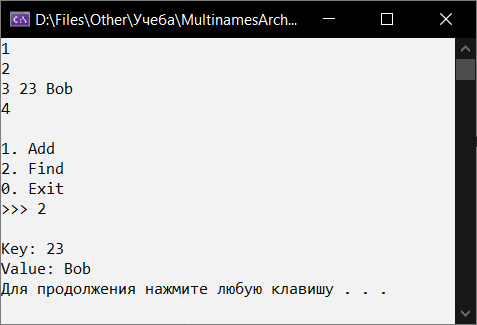 D:\Files\Other\Учеба\MultinamesArch...
1
2
3 23 Bob
4
1. Add
2. Find
0. Exit
>>> 2
Key: 23
Value: Bob
Для продолжения нажмите любую клавишу . . .